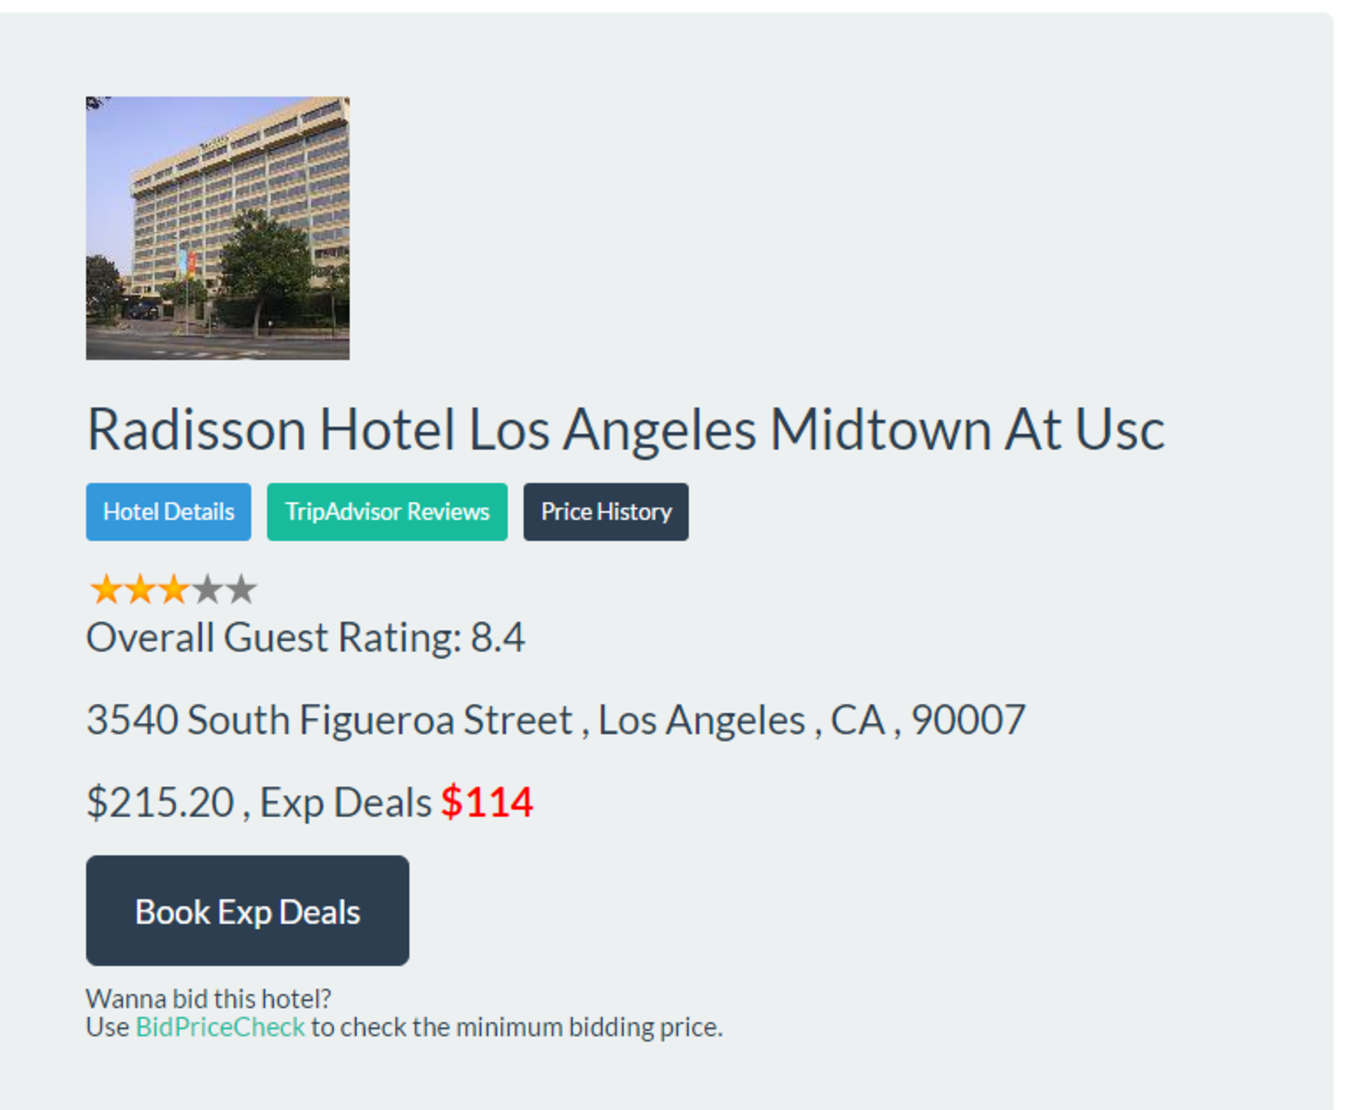 Radisson Hotel Los Angeles Midtown At Usc
Hotel Details TripAdvisor Reviews Price History
Overall Guest Rating: 8.4
3540 South Figueroa Street , Los Angeles , CA , 90007
$215.20 , Exp Deals $114
Book Exp Deals
Wanna bid this hotel?
Use BidPriceCheck to check the minimum bidding price.